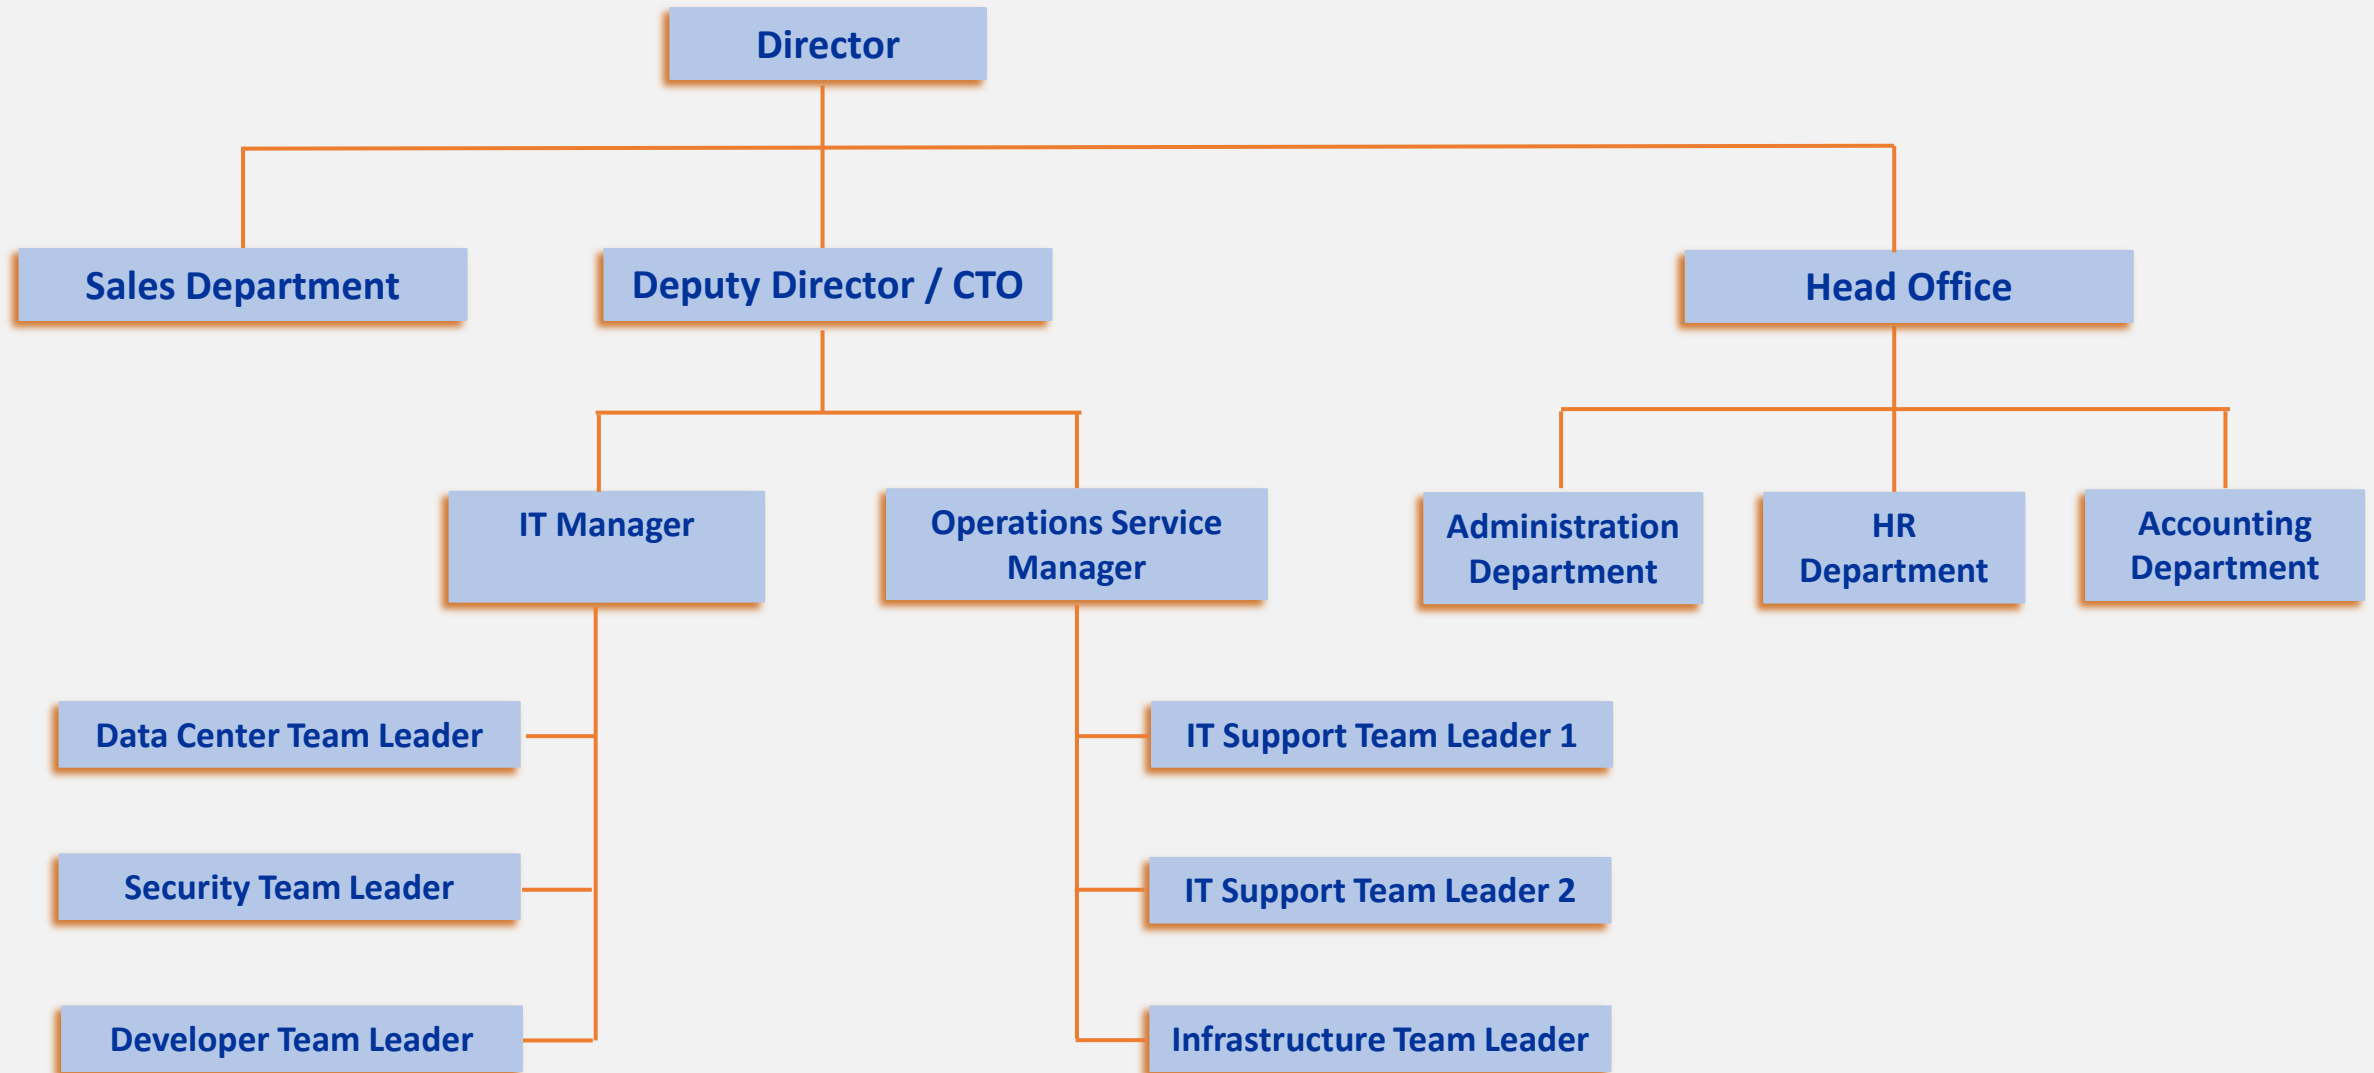 Director
Sales Department
Deputy Director / CTO
Head Office
IT Manager
Operations Service
Manager
Administration
Department
HR
Department
Accounting
Department
Data Center Team Leader
IT Support Team Leader 1
Security Team Leader
IT Support Team Leader 2
Developer Team Leader
Infrastructure Team Leader